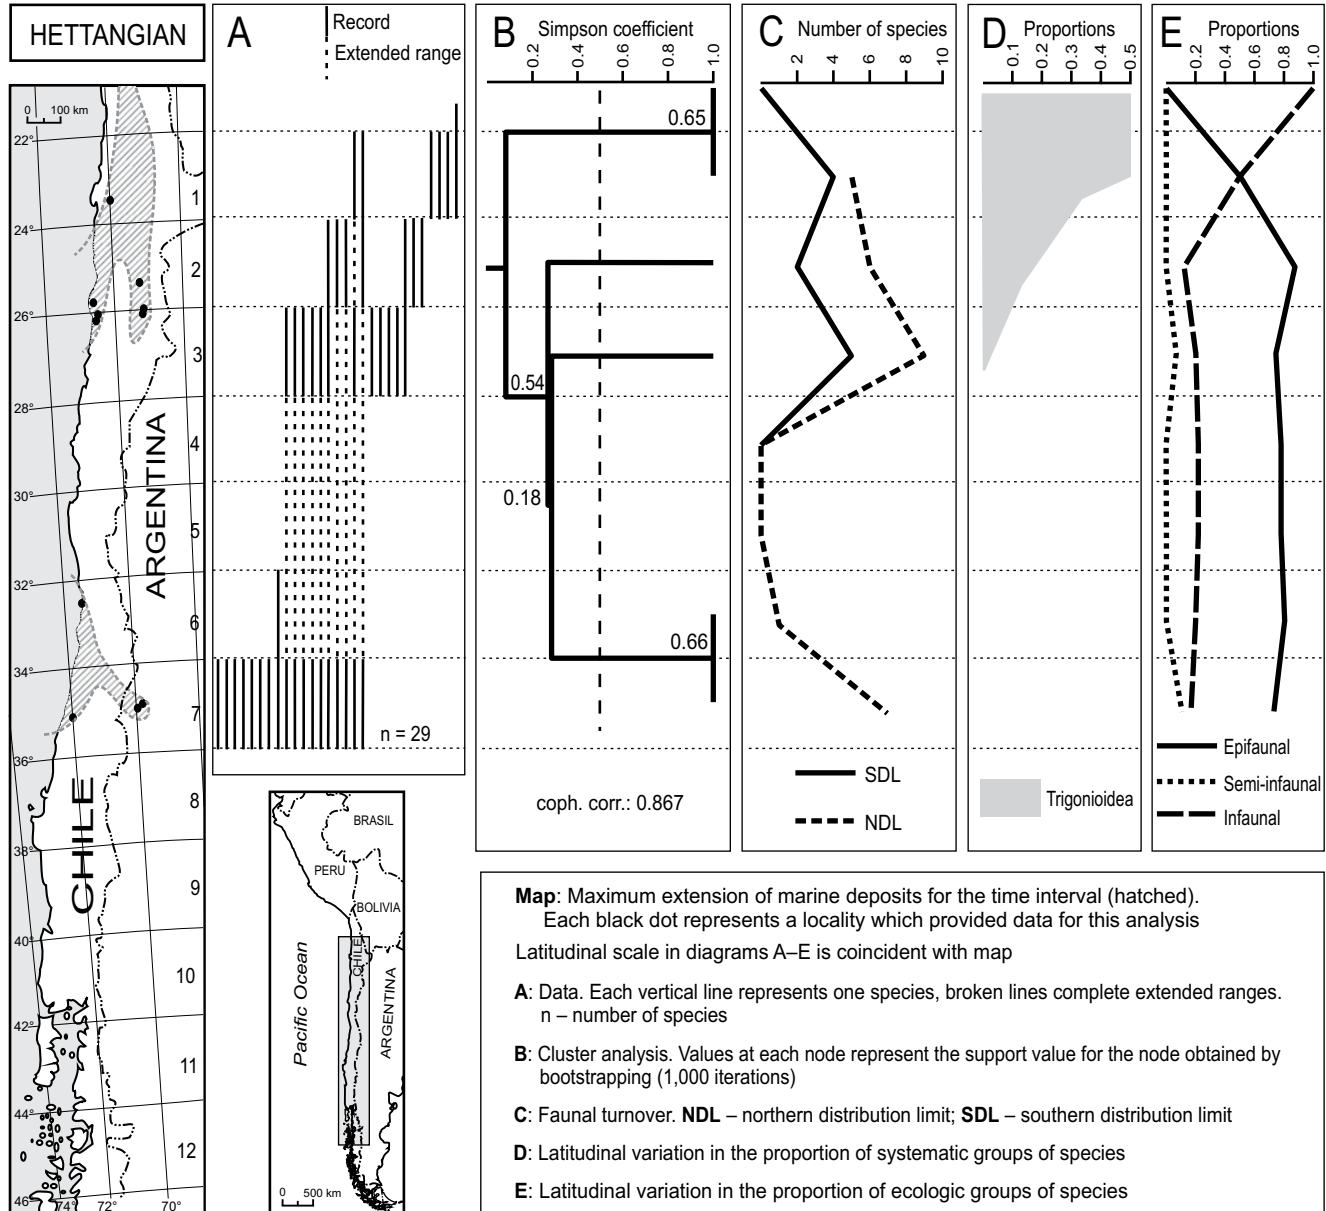 HETTANGIAN
0 100 km
22°
24°
26°
28°
30°
32°
34°
36°
38°
40°
42°
44°
46°
74°
72°
70°
1
2
3
4
5
6
7
8
9
10
11
12
ARGENTINA
CHILE
A
Record
Extended range
n = 29
B
Simpson coefficient
0.2
0.4
0.6
0.8
1.0
0.65
0.54
0.18
0.66
coph. corr.: 0.867
C
Number of species
2
4
6
8
10
SDL
NDL
D
Proportions
0.1
0.2
0.3
0.4
0.5
Trigonioidea
E
Proportions
0.2
0.4
0.6
0.8
1.0
Epifaunal
Semi-infaunal
Infaunal
BRASIL
PERU
BOLIVIA
CHILE
ARGENTINA
Pacific Ocean
0 500 km
Map: Maximum extension of marine deposits for the time interval (hatched).
Each black dot represents a locality which provided data for this analysis
Latitudinal scale in diagrams A–E is coincident with map
A: Data. Each vertical line represents one species, broken lines complete extended ranges.
n – number of species
B: Cluster analysis. Values at each node represent the support value for the node obtained by
bootstrapping (1,000 iterations)
C: Faunal turnover. NDL – northern distribution limit; SDL – southern distribution limit
D: Latitudinal variation in the proportion of systematic groups of species
E: Latitudinal variation in the proportion of ecologic groups of species